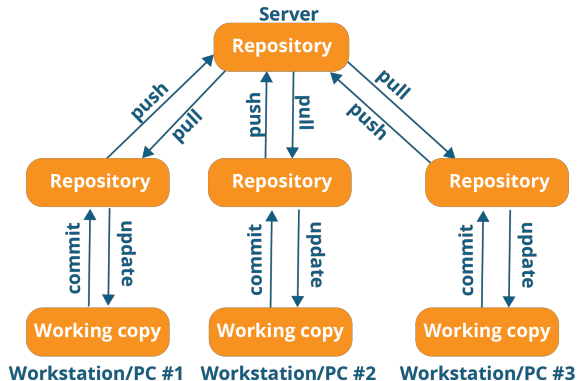 Server
Repository
push
pull
push
pull
push
pull
Repository
Repository
Repository
commit
update
commit
update
commit
update
Working copy
Working copy
Working copy
Workstation/PC #1
Workstation/PC #2
Workstation/PC #3